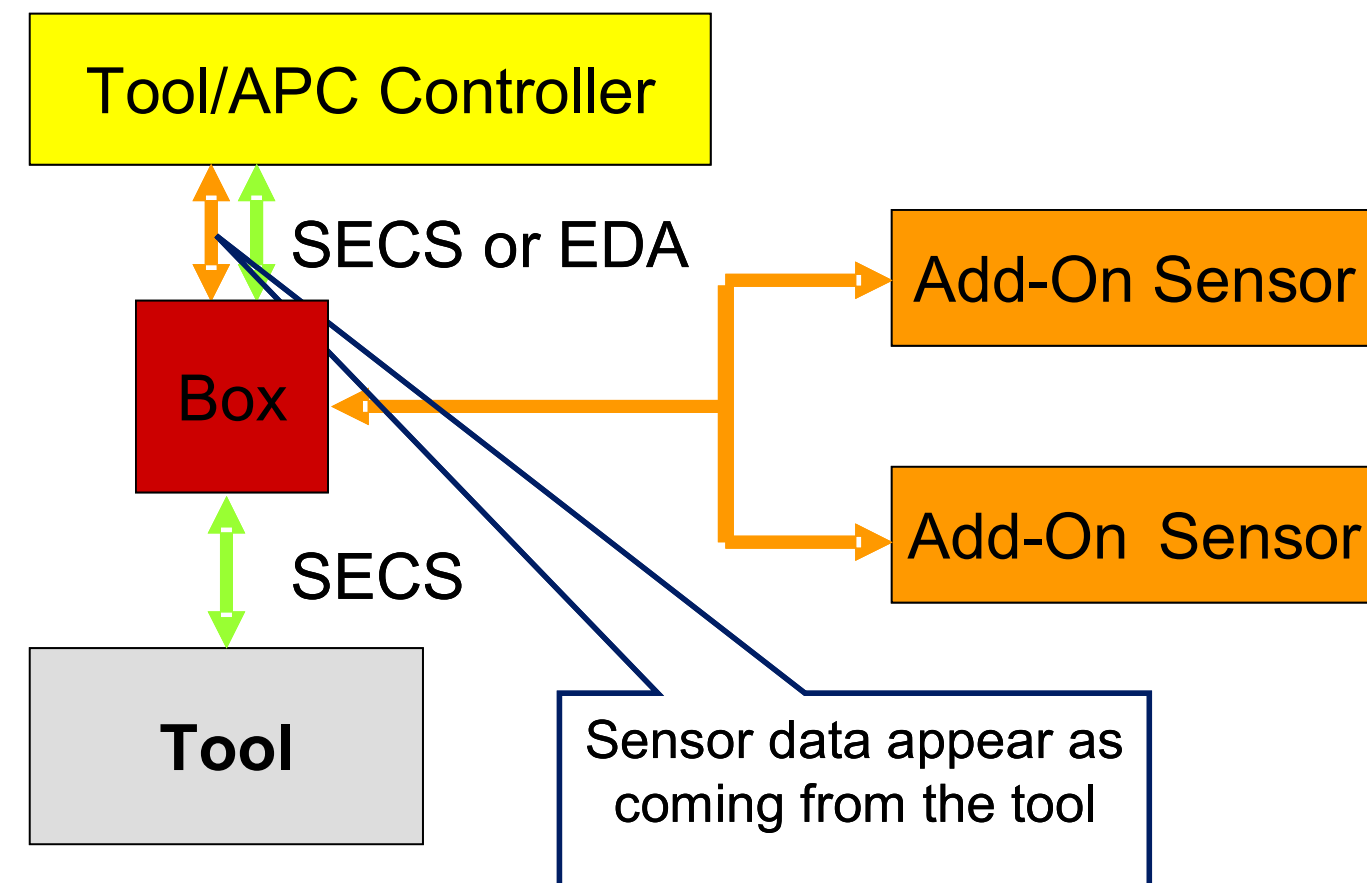 Tool/APC Controller
SECS or EDA
Add-On Sensor
Box
Add-On Sensor
SECS
Tool
Sensor data appear as
coming from the tool